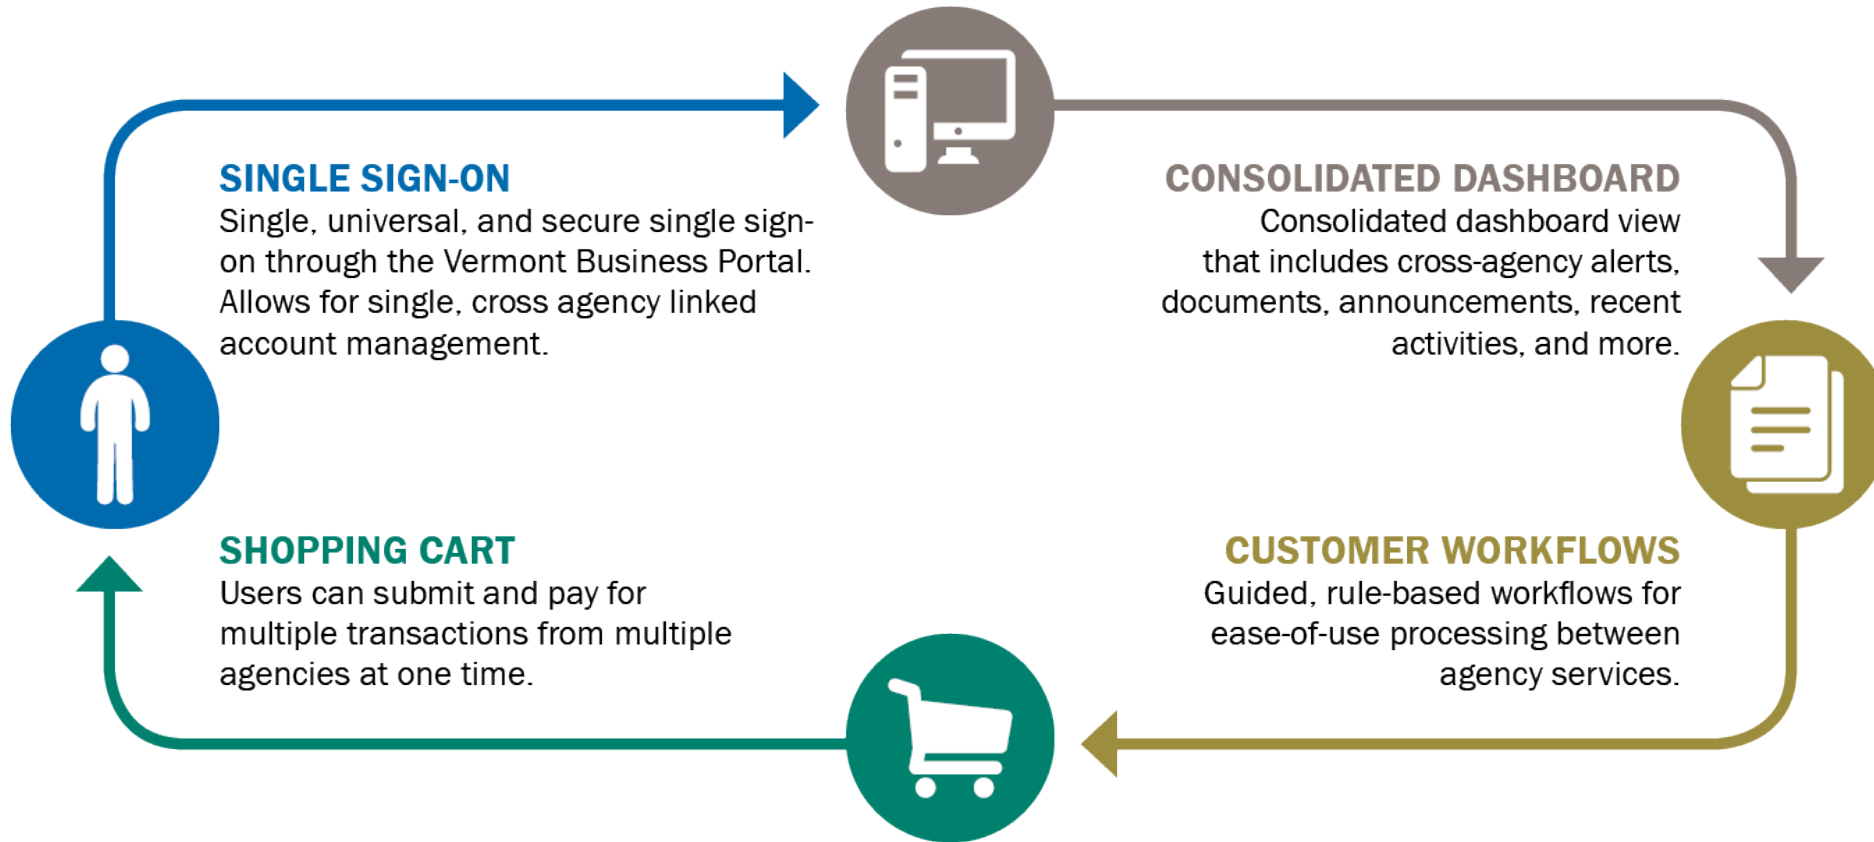 SINGLE SIGN-ON
Single, universal, and secure single sign-
on through the Vermont Business Portal.
Allows for single, cross agency linked
account management.
CONSOLIDATED DASHBOARD
Consolidated dashboard view
that includes cross-agency alerts,
documents, announcements, recent
activities, and more.
SHOPPING CART
Users can submit and pay for
multiple transactions from multiple
agencies at one time.
CUSTOMER WORKFLOWS
Guided, rule-based workflows for
ease-of-use processing between
agency services.